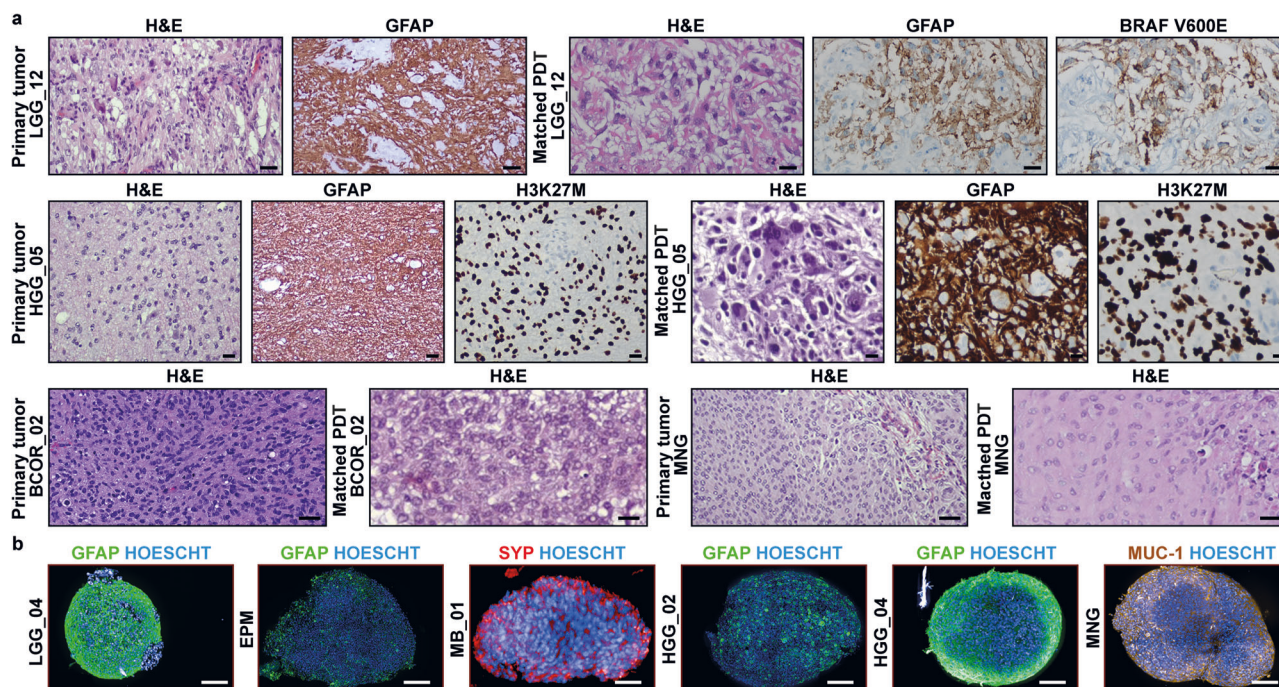 a
H&E GFAP H&E GFAP BRAF V600E
Primary tumor
LGG_12
Matched PDT
LGG_12
H&E GFAP H3K27M H&E GFAP H3K27M
Primary tumor
HGG_05
Matched PDT
HGG_05
H&E H&E H&E H&E
Primary tumor
BCOR_02
Matched PDT
BCOR_02
Primary tumor
MNG
Macthed PDT
MNG
b
GFAP HOESCHT GFAP HOESCHT SYP HOESCHT GFAP HOESCHT GFAP HOESCHT MUC-1 HOESCHT
LGG_04
EPM
MB_01
HGG_02
HGG_04
MNG